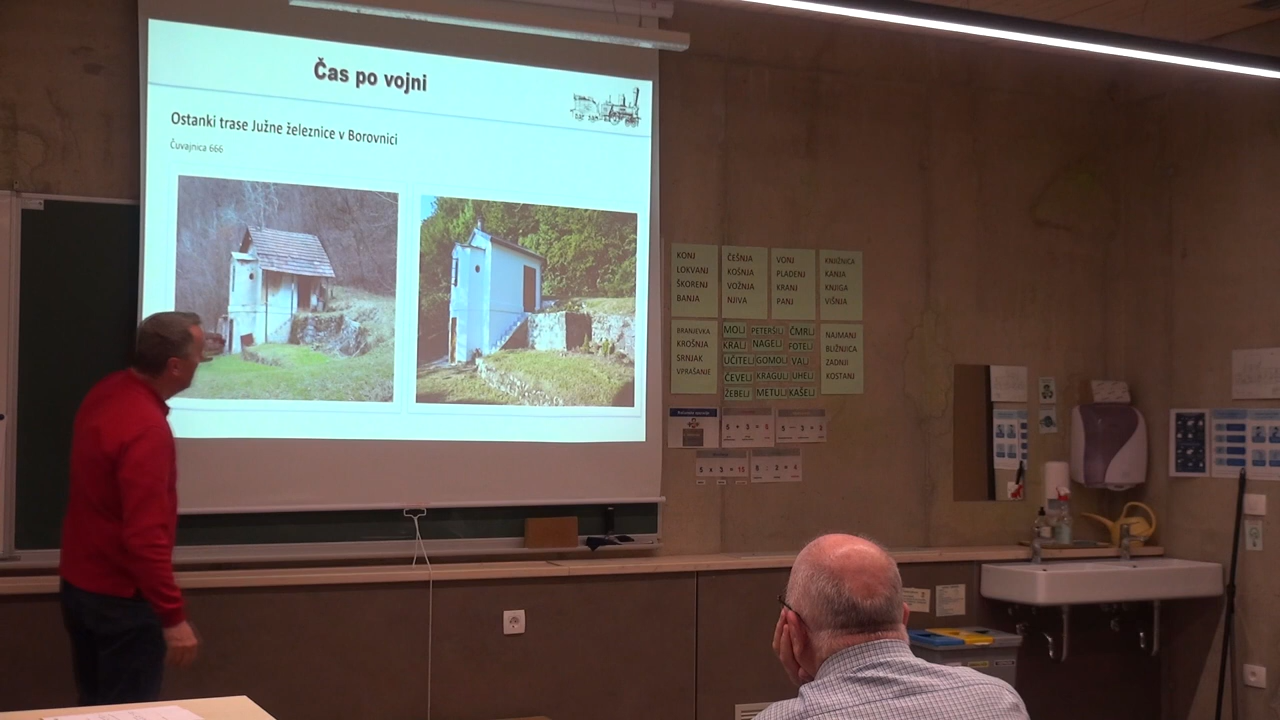 Čas po vojni
Ostanki trase Južne železnice v Borovnici
Čuvajnica 666
KONJ
LOKVANJ
ŠKORENJ
BANJA
ČEŠNJA
KOŠNJA
VOŽNJA
NJIVA
VONJ
PLADENJ
KRANJ
PANJ
KNJIŽNICA
KANJA
KNJIGA
VIŠNJA
BRANJEVKA
KROŠNJA
SRNJAK
VPRAŠANJE
MOLJ PETERŠILJ ČMRLJ
KRALJ NAGELJ FOTELJ
UČITELJ GOMOLJ VALJ
ČEVELJ KRAGULJ UHELJ
ŽEBELJ METULJ KAŠELJ
NAJMANJ
BLIŽNJICA
ZADNJI
KOSTANJ